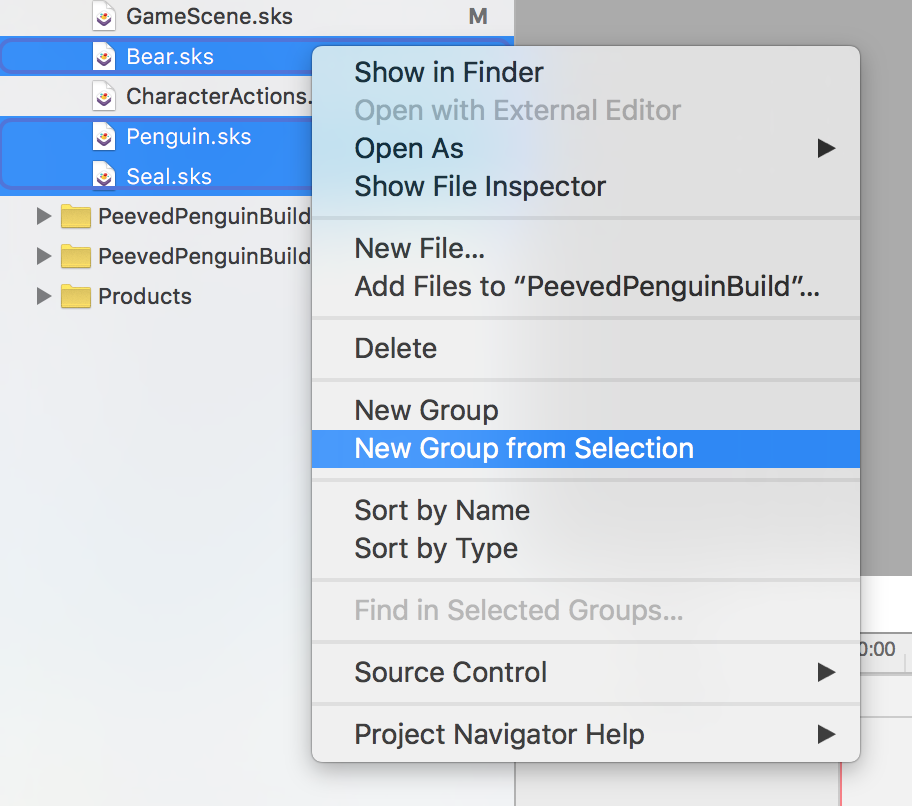 GameScene.sks M
Bear.sks
CharacterActions.
Penguin.sks
Seal.sks
PeevedPenguinBuild
PeevedPenguinBuild
Products
Show in Finder
Open with External Editor
Open As
Show File Inspector
New File...
Add Files to “PeevedPenguinBuild”...
Delete
New Group
New Group from Selection
Sort by Name
Sort by Type
Find in Selected Groups...
Source Control
Project Navigator Help
0:00